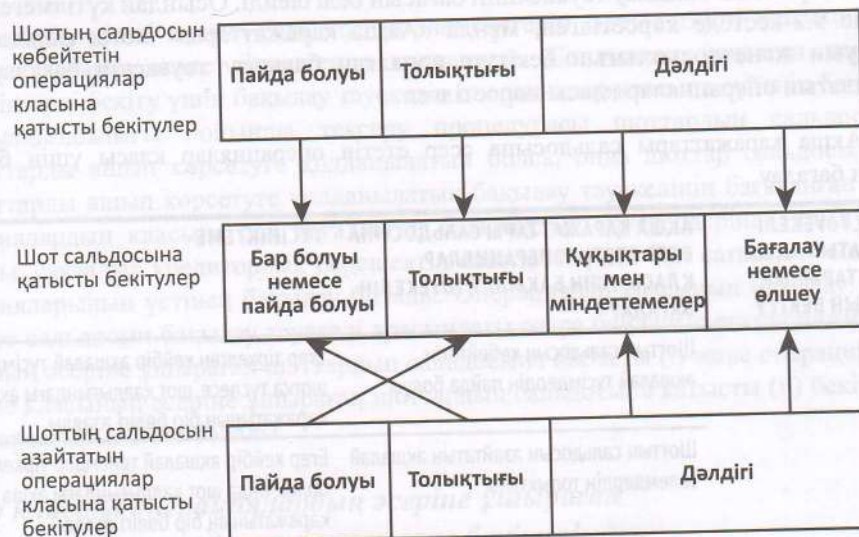 Шоттың сальдосын
көбейтетін
операциялар
класына
қатысты бекітулер
Пайда болуы
Толықтығы
Дәлдігі
Шот сальдосына
қатысты бекітулер
Бар болуы
немесе
пайда болуы
Толықтығы
Құқықтары
мен
міндеттемелер
Бағалау
немесе
өлшеу
Шоттың сальдосын
азайтатын
операциялар
класына қатысты
бекітулер
Пайда болуы
Толықтығы
Дәлдігі